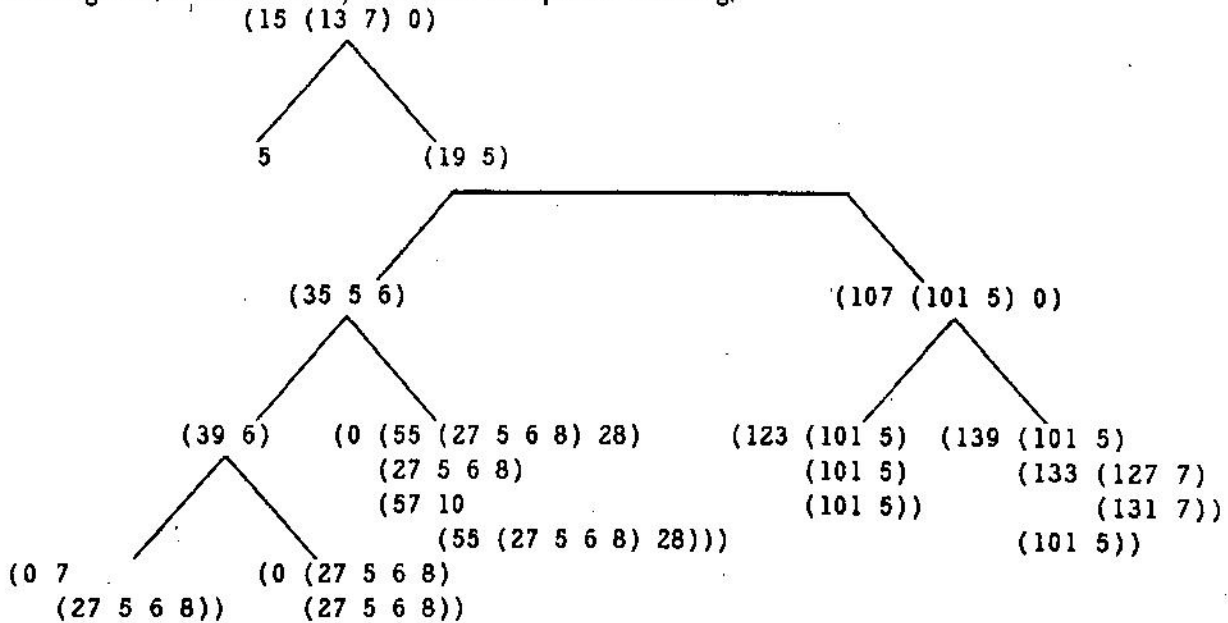 (15 (13 7) 0)
5 (19 5)
(35 5 6) (107 (101 5) 0)
(39 6) (0 (55 (27 5 6 8) 28) (123 (101 5) (139 (101 5)
(27 5 6 8) (101 5) (133 (127 7)
(57 10 (101 5)) (131 7))
(55 (27 5 6 8) 28))) (101 5))
(0 7 (0 (27 5 6 8)
(27 5 6 8)) (27 5 6 8))